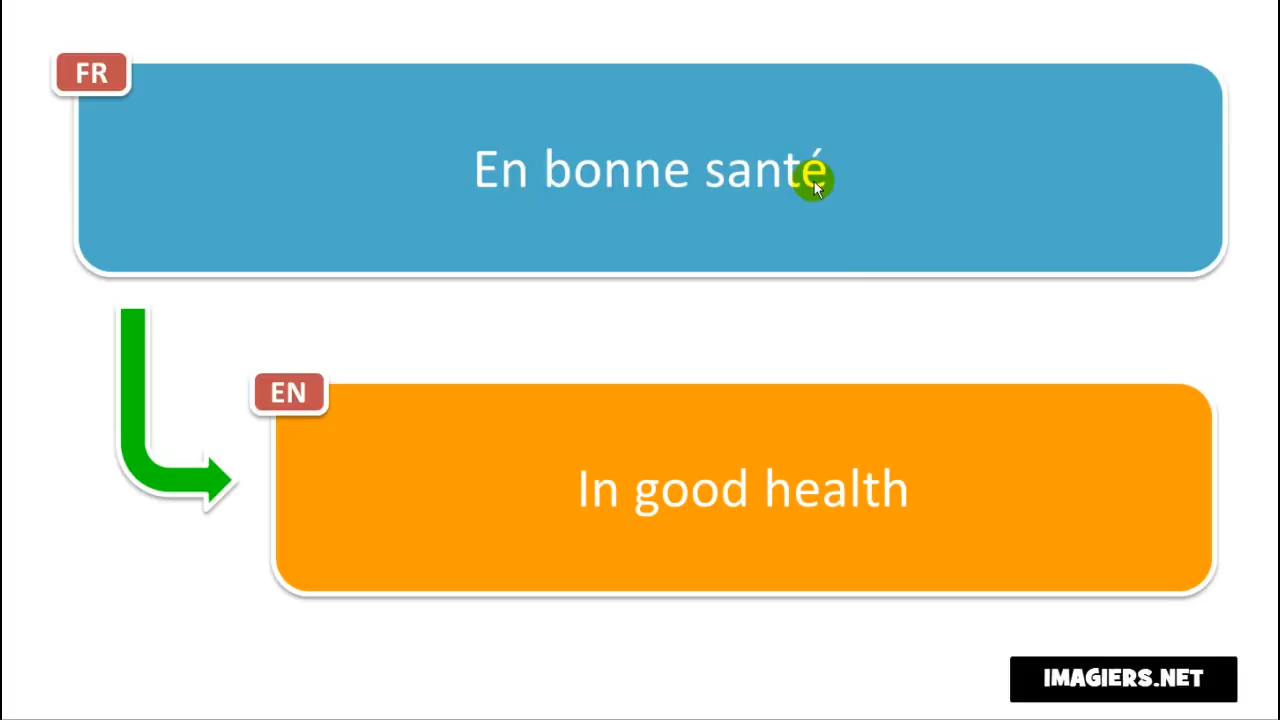 FR
En bonne santé
EN
In good health
IMAGIERS.NET